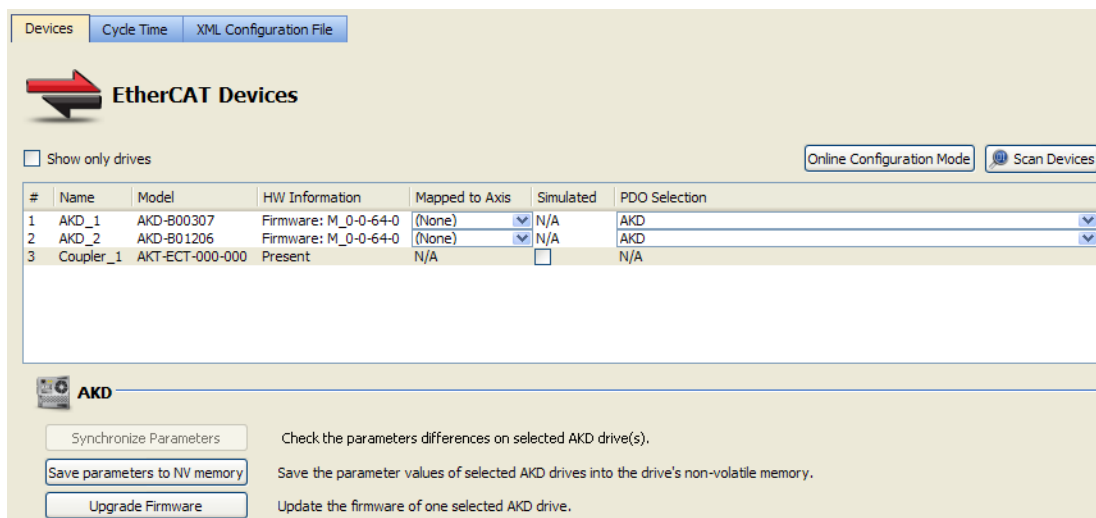 Devices Cycle Time XML Configuration File
EtherCAT Devices
Show only drives Online Configuration Mode Scan Devices
# Name Model HW Information Mapped to Axis Simulated PDO Selection
1 AKD_1 AKD-B00307 Firmware: M_0-0-64-0 (None) N/A AKD
2 AKD_2 AKD-B01206 Firmware: M_0-0-64-0 (None) N/A AKD
3 Coupler_1 AKT-ECT-000-000 Present N/A N/A
AKD
Synchronize Parameters Check the parameters differences on selected AKD drive(s).
Save parameters to NV memory Save the parameter values of selected AKD drives into the drive's non-volatile memory.
Upgrade Firmware Update the firmware of one selected AKD drive.